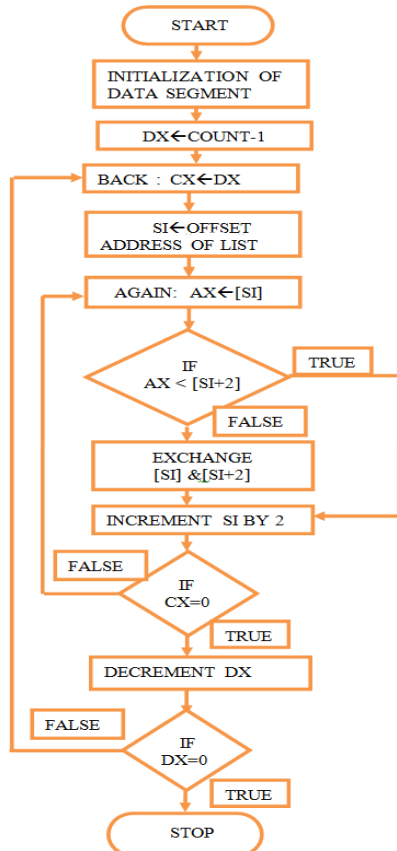 START
INITIALIZATION OF
DATA SEGMENT
DX←COUNT-1
BACK : CX←DX
SI←OFFSET
ADDRESS OF LIST
AGAIN: AX←[SI]
IF
AX < [SI+2]
TRUE
FALSE
EXCHANGE
[SI] &[SI+2]
INCREMENT SI BY 2
FALSE
IF
CX=0
TRUE
DECREMENT DX
FALSE
IF
DX=0
TRUE
STOP